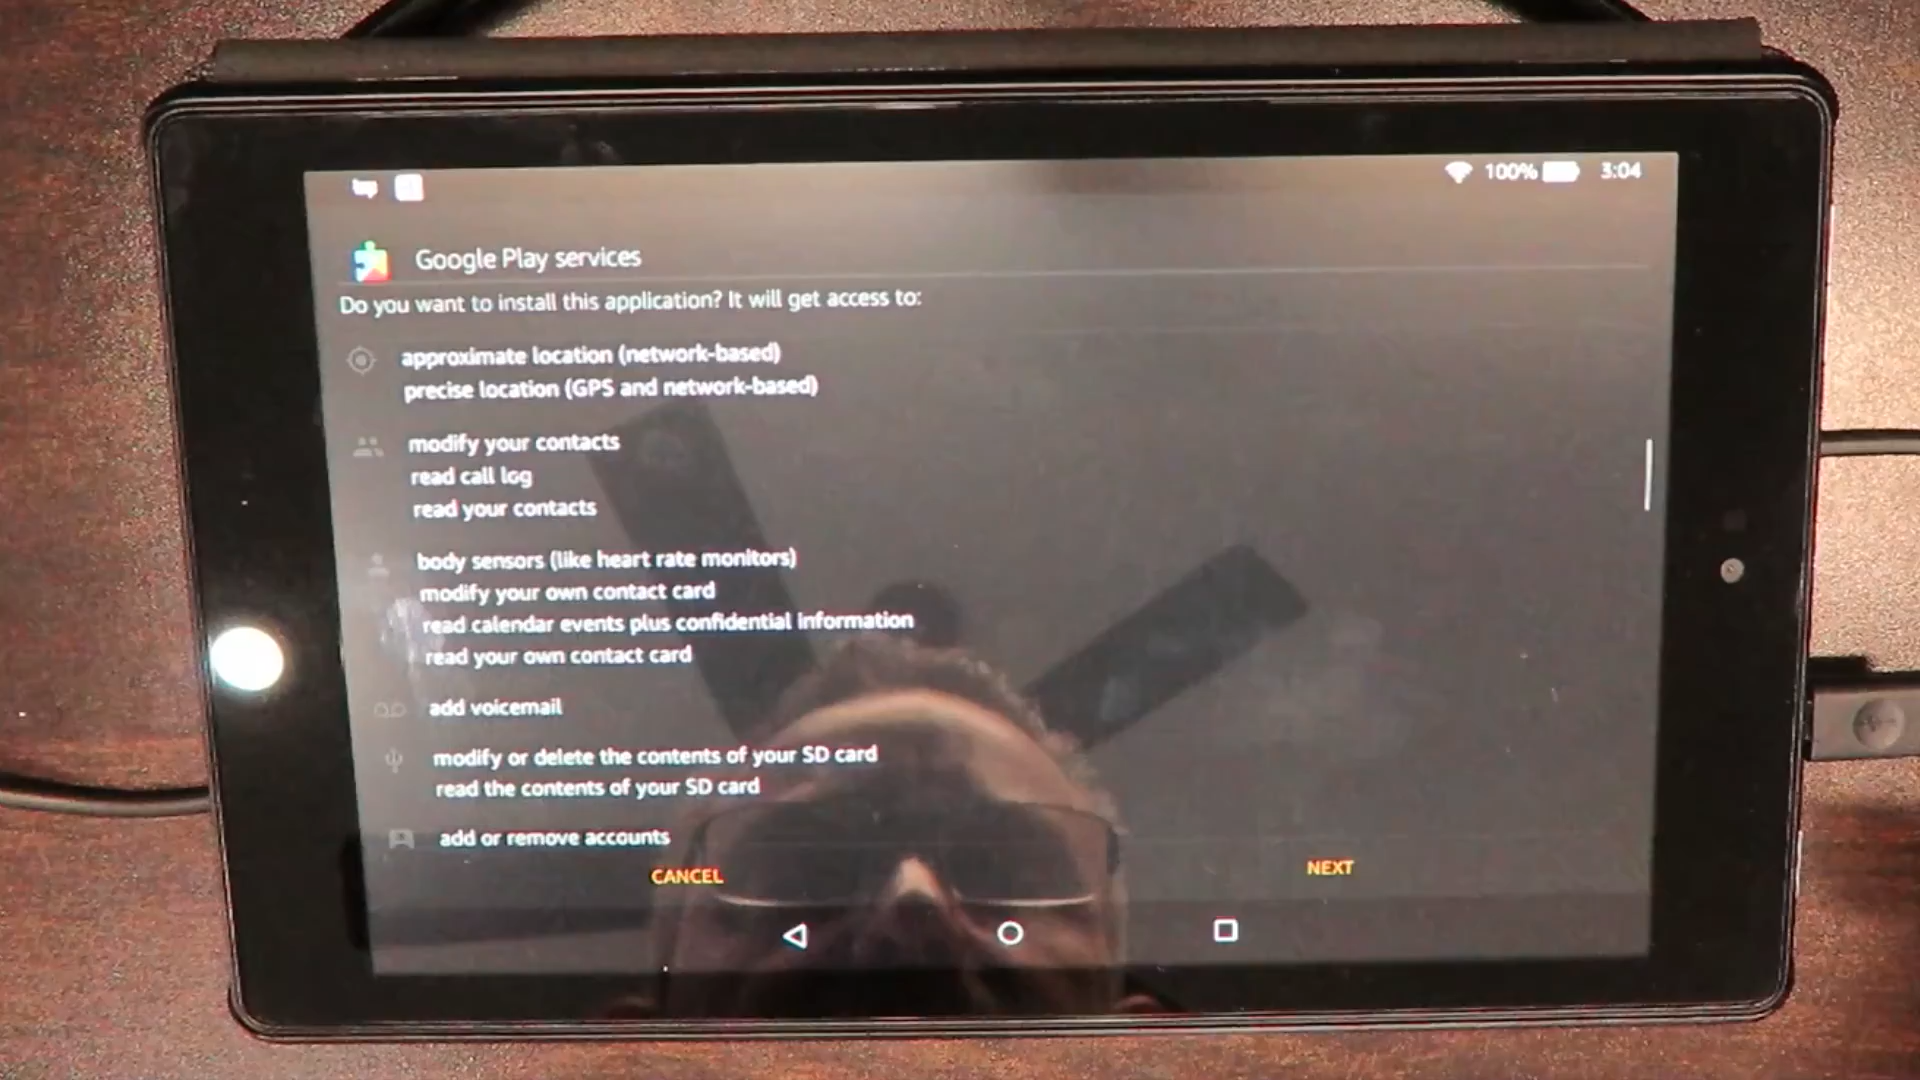 100% 3:04
Google Play services
Do you want to install this application? It will get access to:
approximate location (network-based)
precise location (GPS and network-based)
modify your contacts
read call log
read your contacts
body sensors (like heart rate monitors)
modify your own contact card
read calendar events plus confidential information
read your own contact card
add voicemail
modify or delete the contents of your SD card
read the contents of your SD card
add or remove accounts
CANCEL
NEXT